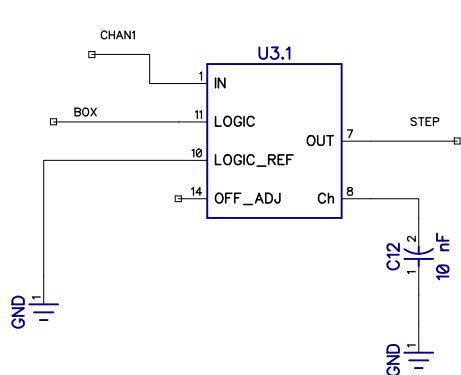 CHAN1
U3.1
1 IN
BOX 11 LOGIC
OUT 7 STEP
10 LOGIC_REF
14 OFF_ADJ
Ch 8
2
C12
1
10 nF
GND 1
GND 1